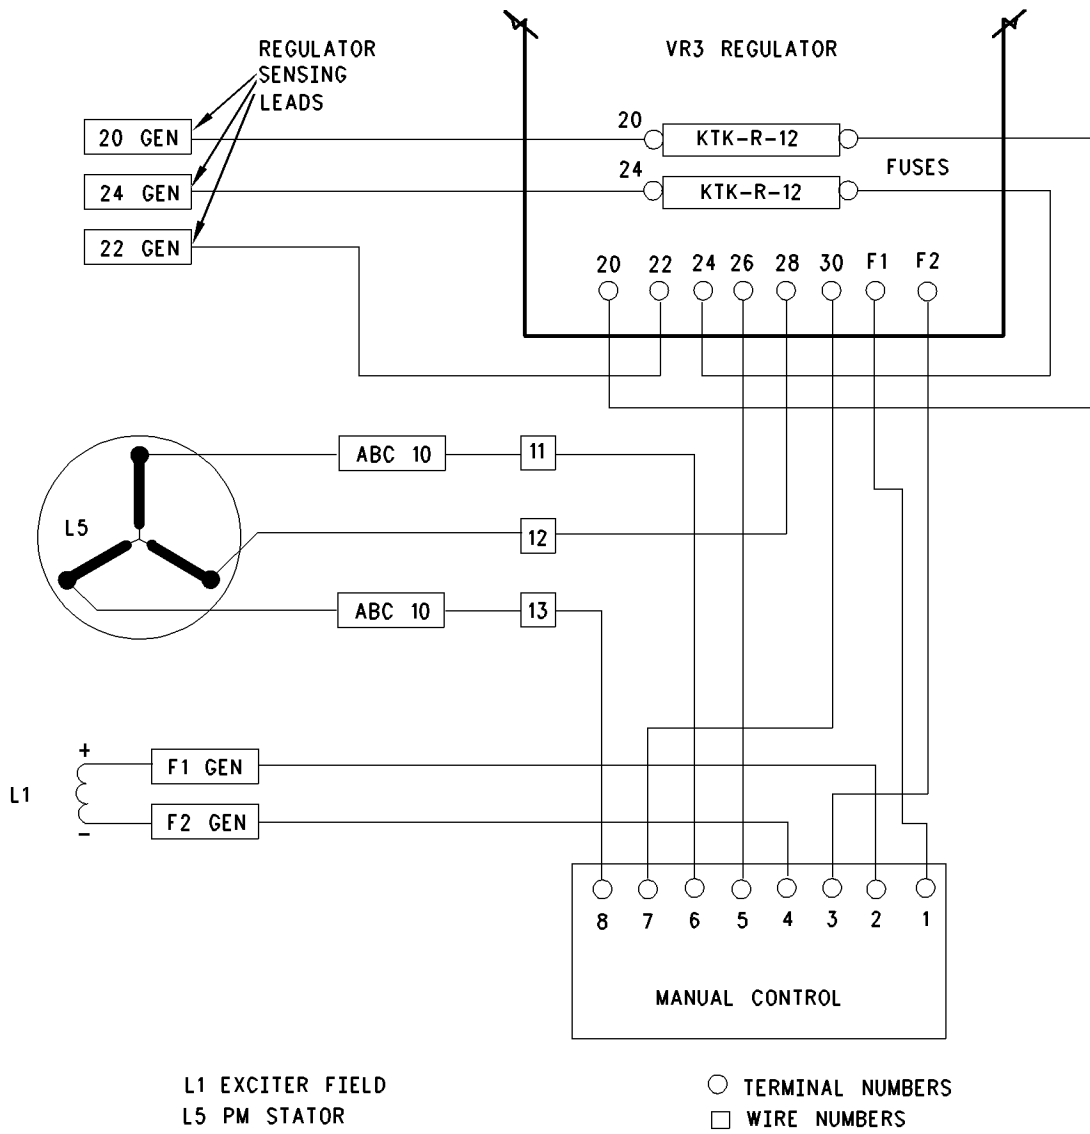 REGULATOR
SENSING
LEADS
VR3 REGULATOR
20 GEN
20
KTK-R-12
24 GEN
24
KTK-R-12
FUSES
22 GEN
20 22 24 26 28 30 F1 F2
ABC 10
11
L5
12
ABC 10
13
+
F1 GEN
L1
F2 GEN
-
8 7 6 5 4 3 2 1
MANUAL CONTROL
L1 EXCITER FIELD
L5 PM STATOR
TERMINAL NUMBERS
WIRE NUMBERS